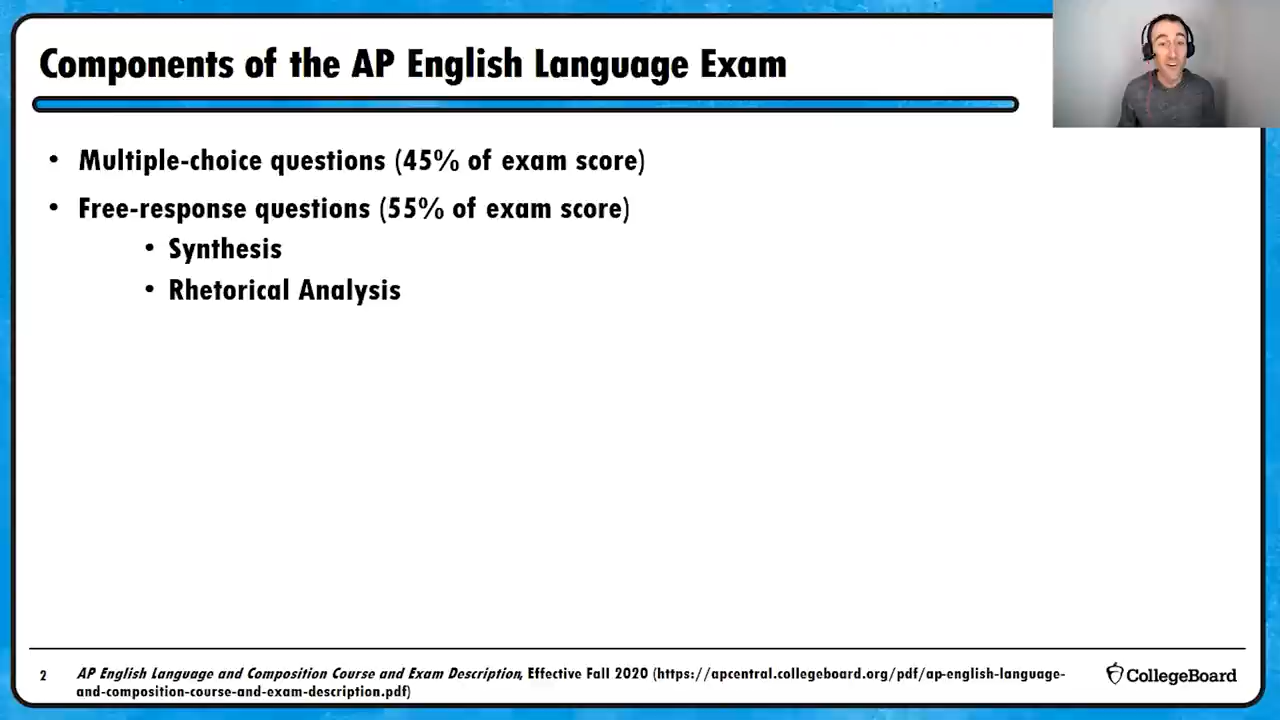 Components of the AP English Language Exam
• Multiple-choice questions (45% of exam score)
• Free-response questions (55% of exam score)
• Synthesis
• Rhetorical Analysis
2
AP English Language and Composition Course and Exam Description, Effective Fall 2020 (https://apcentral.collegeboard.org/pdf/ap-english-language-
and-composition-course-and-exam-description.pdf)
CollegeBoard